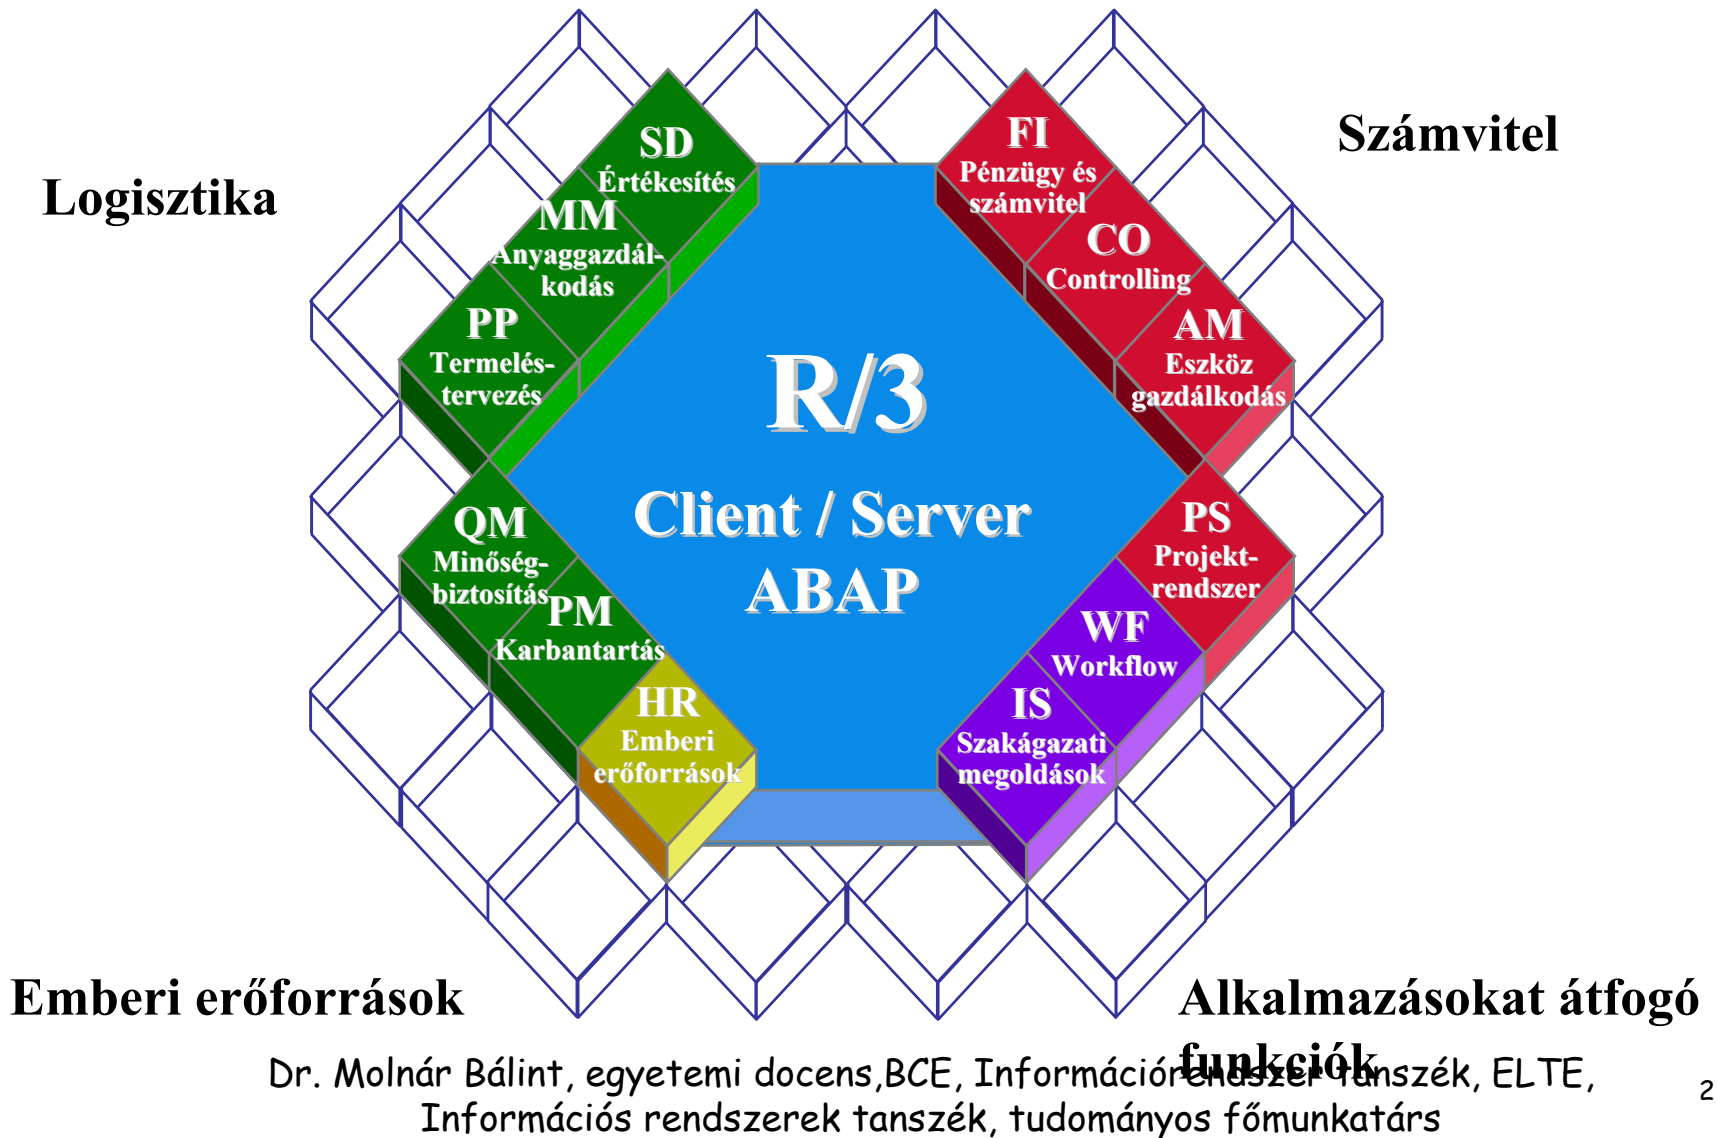 Logisztika
Számvitel
SD
Értékesítés
MM
Anyaggazdál-
kodás
PP
Termelés-
tervezés
QM
Minőség-
biztosítás
PM
Karbantartás
HR
Emberi
erőforrások
R/3
Client / Server
ABAP
FI
Pénzügy és
számvitel
CO
Controlling
AM
Eszköz
gazdálkodás
PS
Projekt-
rendszer
WF
Workflow
IS
Szakágazati
megoldások
Emberi erőforrások
Alkalmazásokat átfogó
funkciók
Dr. Molnár Bálint, egyetemi docens,BCE, Információrendszer Tanszék, ELTE,
Információs rendszerek tanszék, tudományos főmunkatárs
2